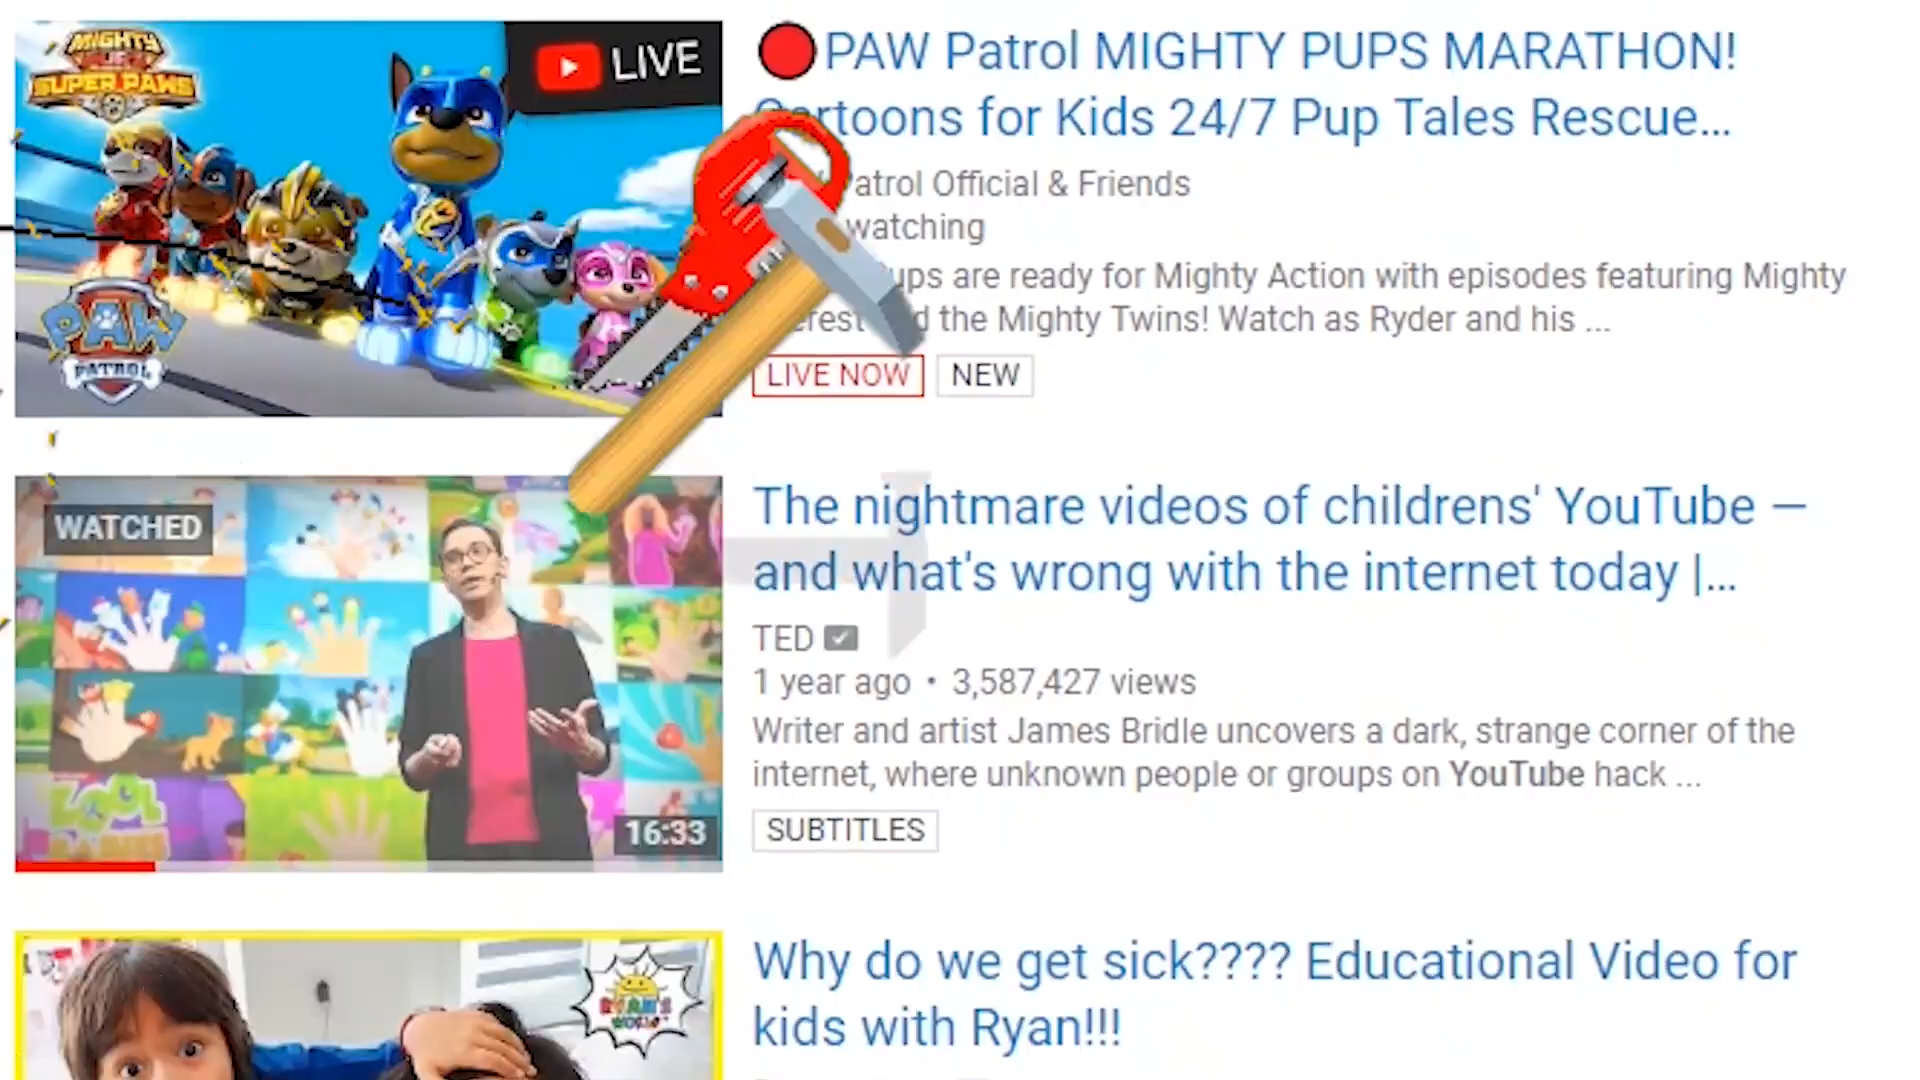 MIGHTY
PUPS
SUPER PAWS
LIVE
PAW
PATROL
PAW Patrol MIGHTY PUPS MARATHON!
Cartoons for Kids 24/7 Pup Tales Rescue...
Patrol Official & Friends
watching
are ready for Mighty Action with episodes featuring Mighty
the Mighty Twins! Watch as Ryder and his ...
LIVE NOW
NEW
WATCHED
16:33
The nightmare videos of childrens' YouTube —
and what's wrong with the internet today |...
TED
1 year ago • 3,587,427 views
Writer and artist James Bridle uncovers a dark, strange corner of the
internet, where unknown people or groups on YouTube hack ...
SUBTITLES
RYAN'S
WORLD
Why do we get sick???? Educational Video for
kids with Ryan!!!